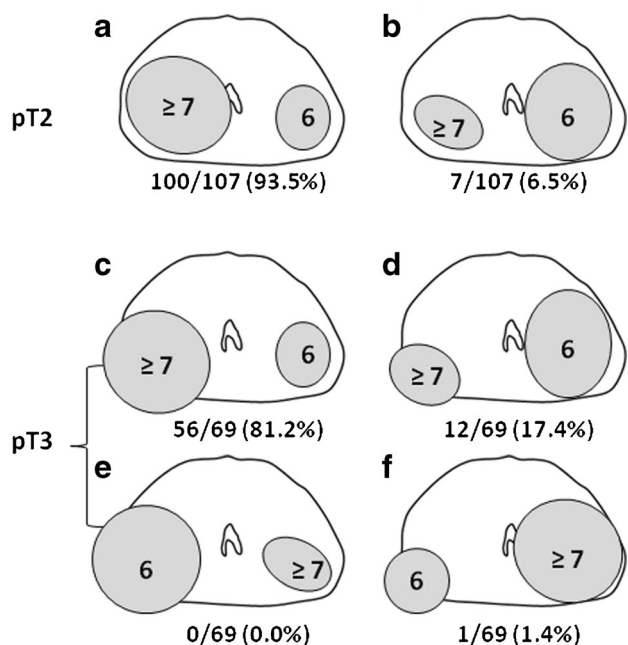 a
b
pT2
≥ 7
6
≥ 7
6
100/107 (93.5%)
7/107 (6.5%)
c
d
≥ 7
6
≥ 7
6
56/69 (81.2%)
12/69 (17.4%)
pT3
e
f
6
≥ 7
6
≥ 7
0/69 (0.0%)
1/69 (1.4%)